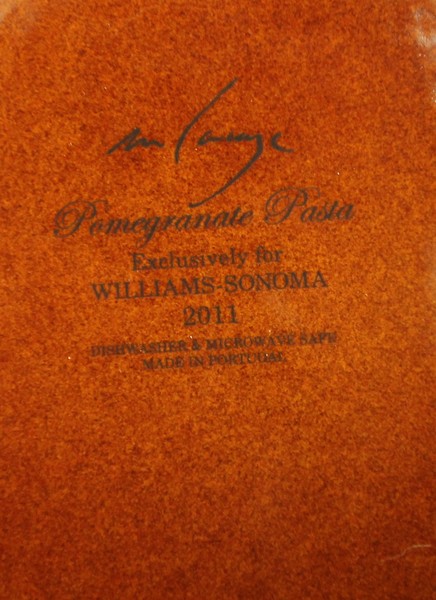 Pomegranate Pasta
Exclusively for
WILLIAMS-SONOMA
2011
DISHWASHER & MICROWAVE SAFE
MADE IN PORTUGAL